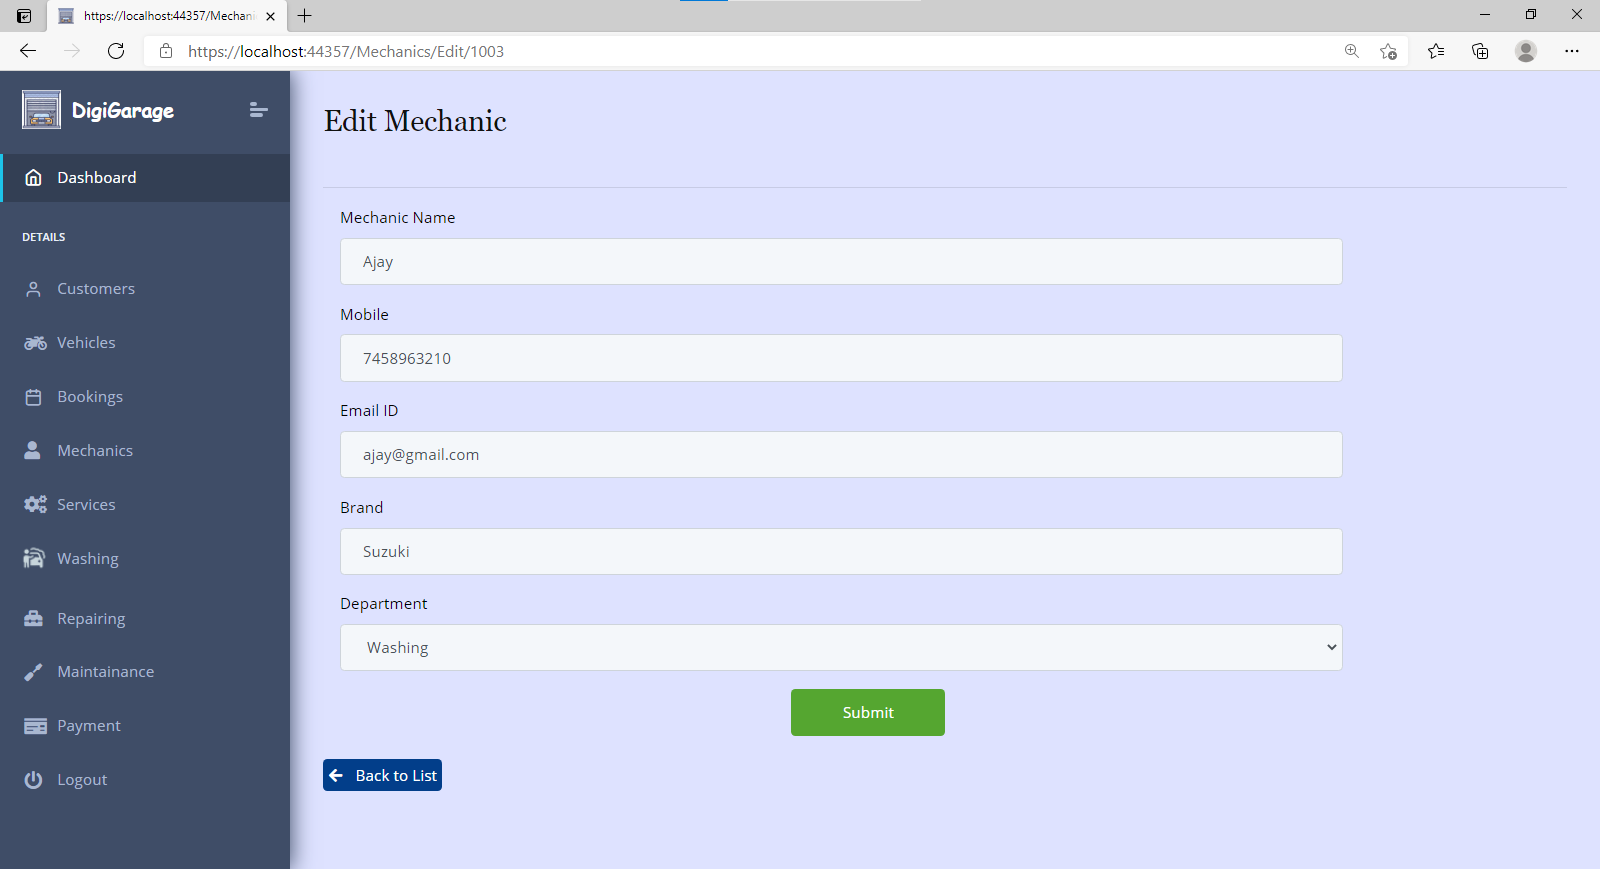 https://localhost:44357/Mechani
https://localhost:44357/Mechanics/Edit/1003
DigiGarage
Dashboard
DETAILS
Customers
Vehicles
Bookings
Mechanics
Services
Washing
Repairing
Maintainance
Payment
Logout
Edit Mechanic
Mechanic Name
Ajay
Mobile
7458963210
Email ID
ajay@gmail.com
Brand
Suzuki
Department
Washing
Submit
Back to List